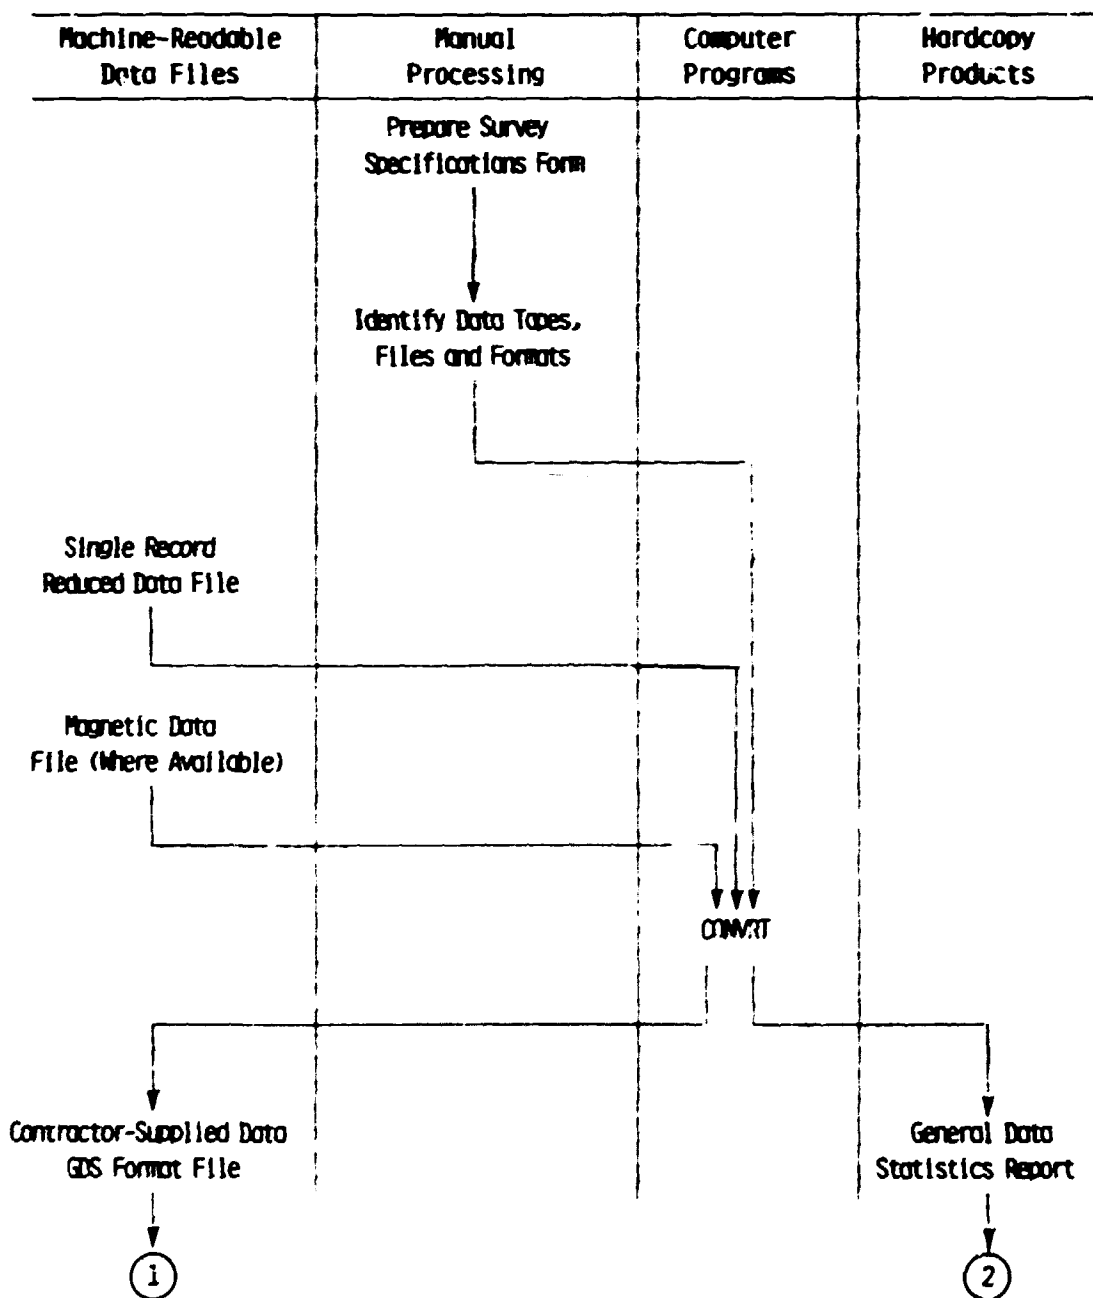 Machine-Readable
Data Files
Manual
Processing
Computer
Programs
Hardcopy
Products
Prepare Survey
Specifications Form
Identify Data Tapes,
Files and Formats
Single Record
Reduced Data File
Magnetic Data
File (Where Available)
CONVRT
Contractor-Supplied Data
GDS Format File
General Data
Statistics Report
1
2